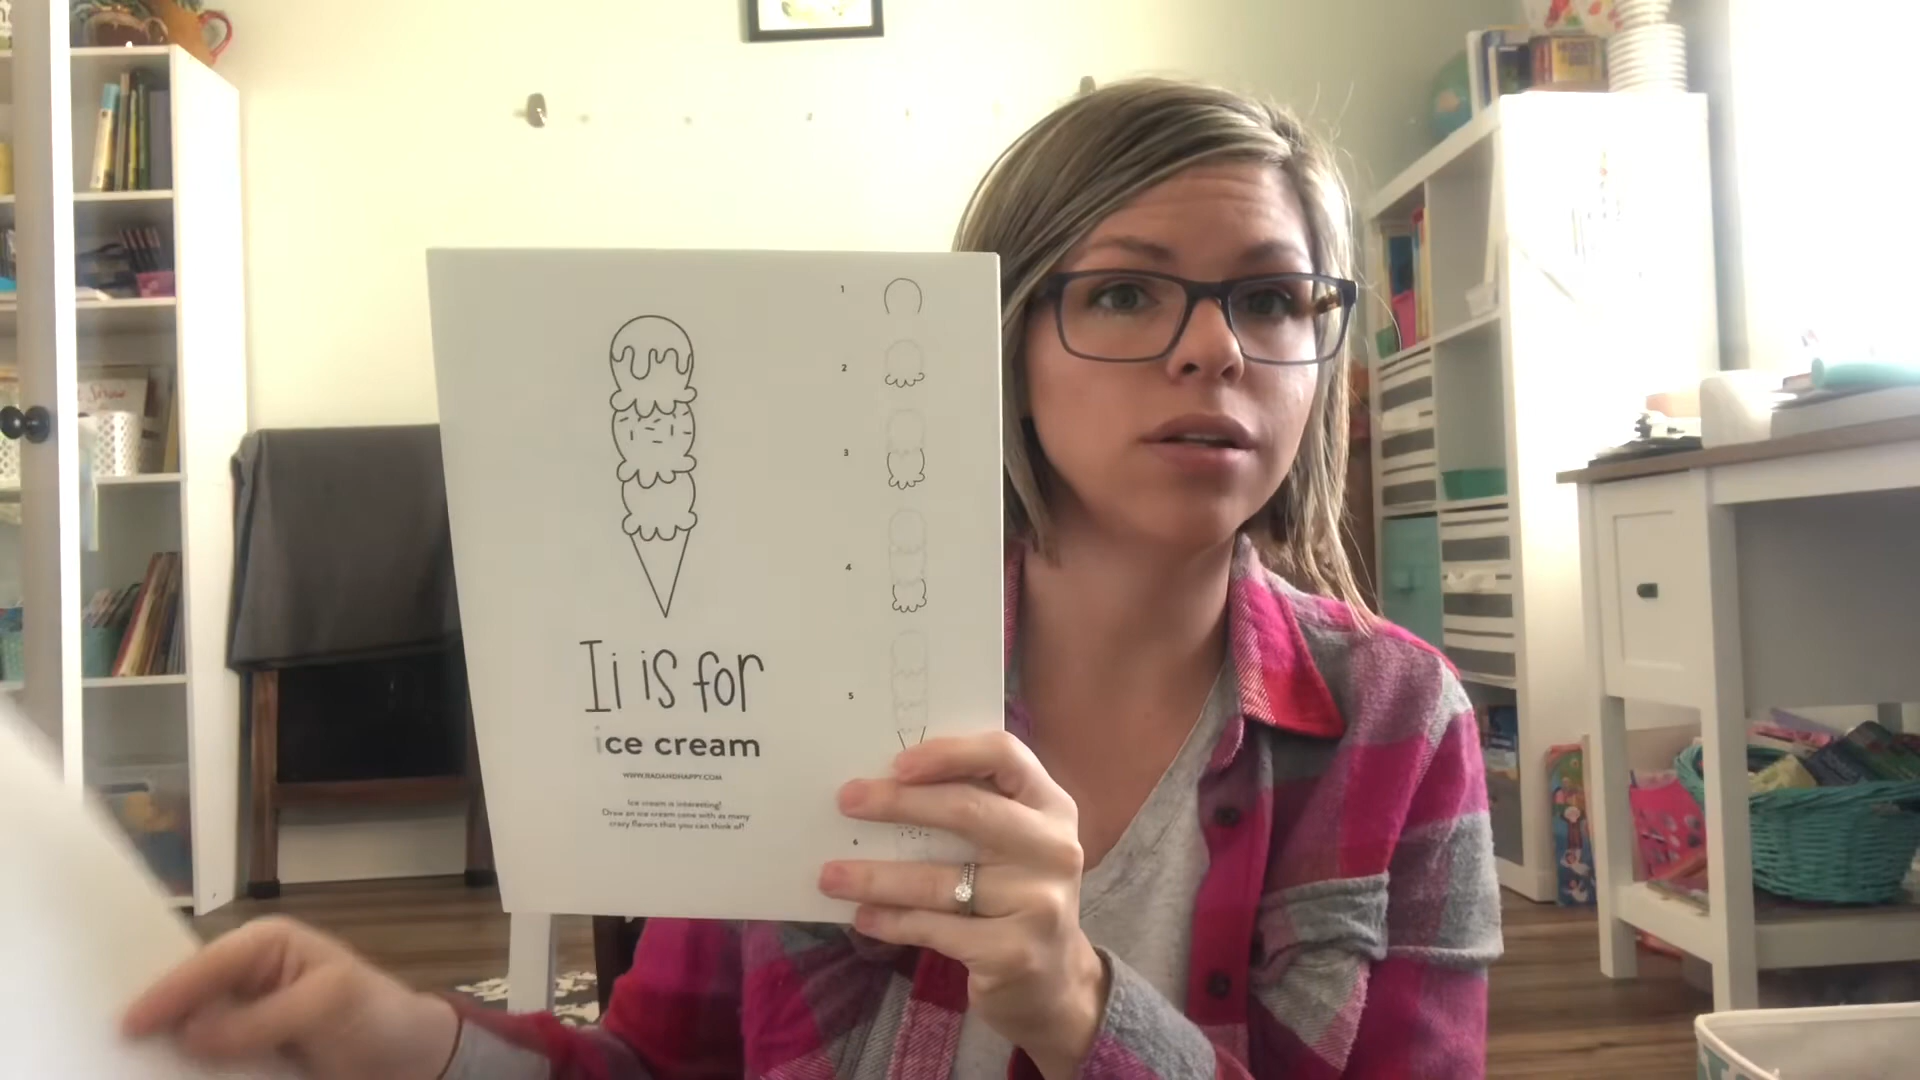 1
2
3
4
5
6
Ii is for
ice cream
WWW.RADANDHAPPY.COM
Ice cream is interesting!
Draw an ice cream cone with as many
crazy flavors that you can think of!